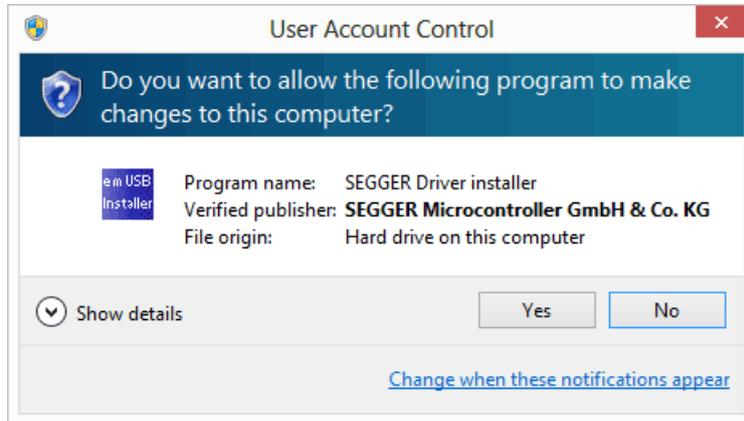 User Account Control
Do you want to allow the following program to make
changes to this computer?
em USB
Installer
Program name: SEGGER Driver installer
Verified publisher: SEGGER Microcontroller GmbH & Co. KG
File origin: Hard drive on this computer
Show details
Yes
No
Change when these notifications appear